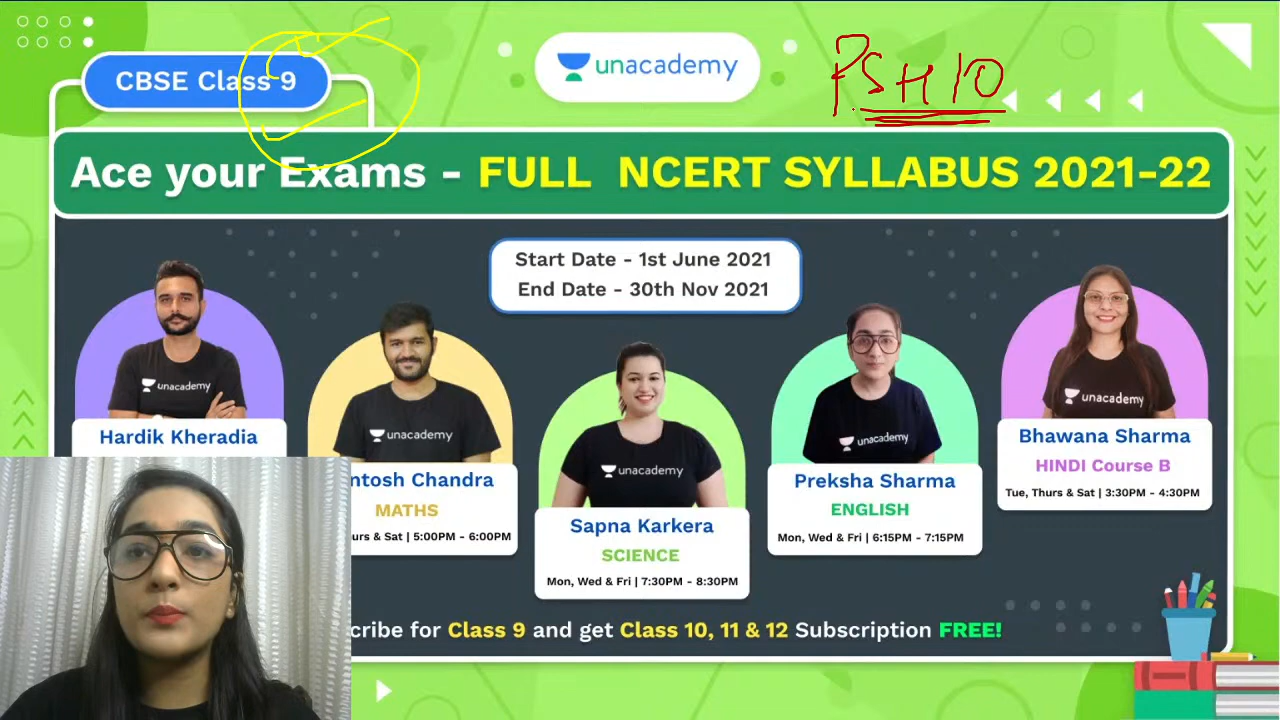 CBSE Class 9
unacademy
PSH10
Ace your Exams - FULL NCERT SYLLABUS 2021-22
Start Date - 1st June 2021
End Date - 30th Nov 2021
unacademy
unacademy
unacademy
unacademy
unacademy
Hardik Kheradia
ntosh Chandra
MATHS
urs & Sat | 5:00PM - 6:00PM
Sapna Karkera
SCIENCE
Mon, Wed & Fri | 7:30PM - 8:30PM
Preksha Sharma
ENGLISH
Mon, Wed & Fri | 6:15PM - 7:15PM
Bhawana Sharma
HINDI Course B
Tue, Thurs & Sat | 3:30PM - 4:30PM
cribe for Class 9 and get Class 10, 11 & 12 Subscription FREE!